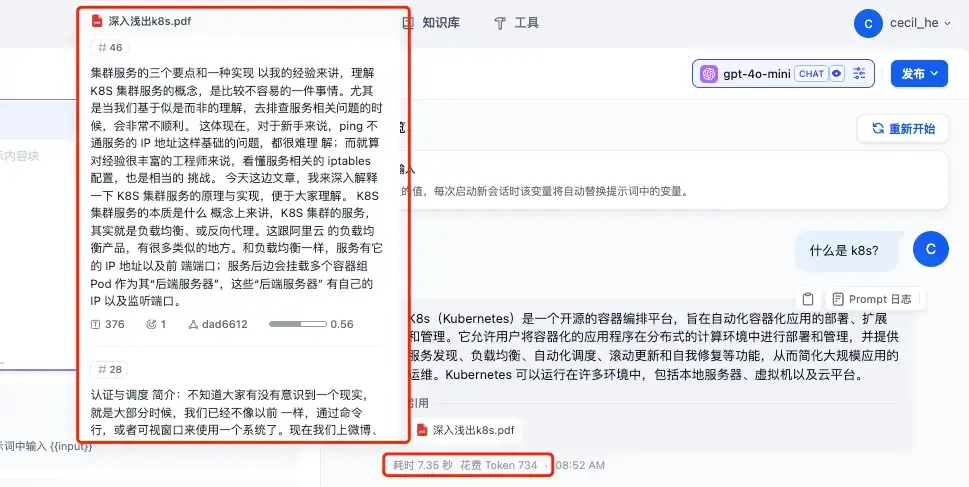 深入浅出k8s.pdf
知识库
工具
cecil_he
# 46
集群服务的三个要点和一种实现 以我的经验来讲，理解
K8S 集群服务的概念，是比较不容易的一件事情。尤其
是当我们基于似是而非的理解，去排查服务相关问题的时
候，会非常不顺利。 这体现在，对于新手来说，ping 不
通服务的 IP 地址这样基础的问题，都很难理 解；而就算
对经验很丰富的工程师来说，看懂服务相关的 iptables
配置，也是相当的 挑战。 今天这边文章，我来深入解释
一下 K8S 集群服务的原理与实现，便于大家理解。 K8S
集群服务的本质是什么 概念上来讲，K8S 集群的服务，
其实就是负载均衡、或反向代理。这跟阿里云 的负载均
衡产品，有很多类似的地方。和负载均衡一样，服务有它
的 IP 地址以及前 端端口；服务后边会挂载多个容器组
Pod 作为其“后端服务器”，这些“后端服务器” 有自己的
IP 以及监听端口。
376 1 dad6612 0.56
# 28
认证与调度 简介：不知道大家有没有意识到一个现实，
就是大部分时候，我们已经不像以前 一样，通过命令
行，或者可视窗口来使用一个系统了。现在我们上微博、
示内容块
示词中输入 {{input}}
gpt-4o-mini CHAT
发布
览
重新开始
输入
的值，每次启动新会话时该变量将自动替换提示词中的变量。
什么是 k8s?
C
C
Prompt 日志
K8s（Kubernetes）是一个开源的容器编排平台，旨在自动化容器化应用的部署、扩展
和管理。它允许用户将容器化的应用程序在分布式的计算环境中进行部署和管理，并提供
服务发现、负载均衡、自动化调度、滚动更新和自我修复等功能，从而简化大规模应用的
运维。Kubernetes 可以运行在许多环境中，包括本地服务器、虚拟机以及云平台。
引用
深入浅出k8s.pdf
耗时 7.35 秒 花费 Token 734 · 08:52 AM